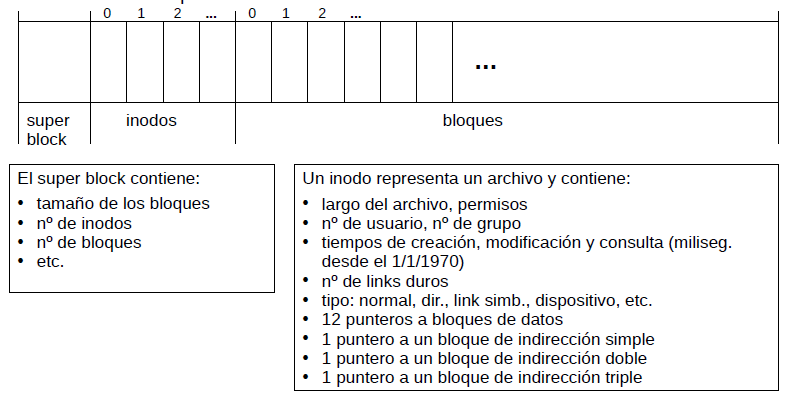 0 1 2 ... 0 1 2 ...
...
super block
inodos
bloques
El super block contiene:
• tamaño de los bloques
• nº de inodos
• nº de bloques
• etc.
Un inodo representa un archivo y contiene:
• largo del archivo, permisos
• nº de usuario, nº de grupo
• tiempos de creación, modificación y consulta (miliseg.
desde el 1/1/1970)
• nº de links duros
• tipo: normal, dir., link simb., dispositivo, etc.
• 12 punteros a bloques de datos
• 1 puntero a un bloque de indirección simple
• 1 puntero a un bloque de indirección doble
• 1 puntero a un bloque de indirección triple